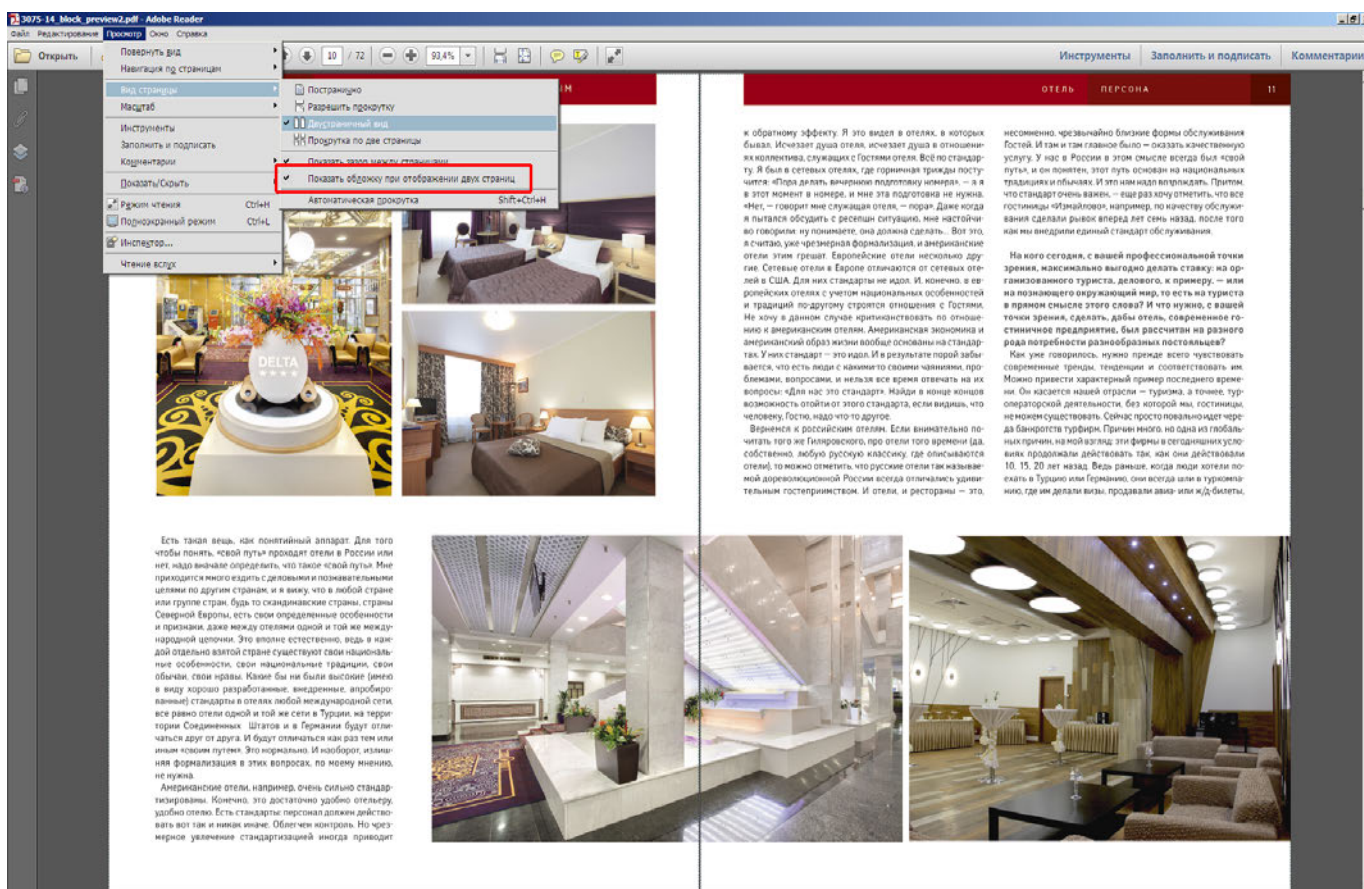 3075-14_block_preview2.pdf - Adobe Reader
Файл Редактирование Просмотр Окно Справка
Открыть
10 / 72
93,4%
Инструменты
Заполнить и подписать
Комментарии
Повернуть вид
Навигация по страницам
Вид страницы
Масштаб
Инструменты
Заполнить и подписать
Комментарии
Показать/Скрыть
Режим чтения Ctrl+H
Полноэкранный режим Ctrl+L
Инспектор...
Чтение вслух
Постранично
Разрешить прокрутку
Двустраничный вид
Прокрутка по две страницы
Показать зазор между страницами
Показать обложку при отображении двух страниц
Автоматическая прокрутка Shift+Ctrl+H
DELTA
Есть такая вещь, как понятийный аппарат. Для того
чтобы понять, «свой путь» проходят отели в России или
нет, надо вначале определить, что такое «свой путь». Мне
приходится много ездить с деловыми и познавательными
целями по другим странам, и я вижу, что в любой стране
или группе стран, будь то скандинавские страны, страны
Северной Европы, есть свои определенные особенности
и признаки, даже между отелями одной и той же между-
народной цепочки. Это вполне естественно, ведь в каж-
дой отдельно взятой стране существуют свои националь-
ные особенности, свои национальные традиции, свои
обычаи, свои нравы. Какие бы ни были высокие (имею
в виду хорошо разработанные, внедренные, апробиро-
ванные) стандарты в отелях любой международной сети,
все равно отели одной и той же сети в Турции, на терри-
тории Соединенных Штатов и в Германии будут отли-
чаться друг от друга. И будут отличаться как раз тем или
иным «своим путем». Это нормально. И наоборот, излиш-
няя формализация в этих вопросах, по моему мнению,
не нужна.
Американские отели, например, очень сильно стандар-
тизированы. Конечно, это достаточно удобно отельеру,
удобно отелю. Есть стандарты: персонал должен действо-
вать вот так и никак иначе. Облегчен контроль. Но чрез-
мерное увлечение стандартизацией иногда приводит
ОТЕЛЬ ПЕРСОНА 11
к обратному эффекту. Я это видел в отелях, в которых
бывал. Исчезает душа отеля, исчезает душа в отношени-
ях коллектива, служащих с Гостями отеля. Всё по стандар-
ту. Я был в сетевых отелях, где горничная трижды посту-
чится: «Пора делать вечернюю подготовку номера», — а я
в этот момент в номере, и мне эта подготовка не нужна.
«Нет, — говорит мне служащая отеля, — пора». Даже когда
я пытался обсудить с ресепшн ситуацию, мне настойчи-
во говорили: ну понимаете, она должна сделать... Вот это,
я считаю, уже чрезмерная формализация, и американские
отели этим грешат. Европейские отели несколько дру-
гие. Сетевые отели в Европе отличаются от сетевых оте-
лей в США. Для них стандарты не идол. И, конечно, в ев-
ропейских отелях с учетом национальных особенностей
и традиций по-другому строятся отношения с Гостями.
Не хочу в данном случае критиканствовать по отноше-
нию к американским отелям. Американская экономика и
американский образ жизни вообще основаны на стандар-
тах. У них стандарт — это идол. И в результате порой забы-
вается, что есть люди с какими-то своими чаяниями, про-
блемами, вопросами, и нельзя все время отвечать на их
вопросы: «Для нас это стандарт». Найди в конце концов
возможность отойти от этого стандарта, если видишь, что
человеку, Гостю, надо что-то другое.
Вернемся к российским отелям. Если внимательно по-
читать того же Гиляровского, про отели того времени (да,
собственно, любую русскую классику, где описываются
отели), то можно отметить, что русские отели так называе-
мой дореволюционной России всегда отличались удиви-
тельным гостеприимством. И отели, и рестораны — это,
несомненно, чрезвычайно близкие формы обслуживания
Гостей. И там и там главное было — оказать качественную
услугу. У нас в России в этом смысле всегда был «свой
путь», и он понятен, этот путь основан на национальных
традициях и обычаях. И это нам надо возрождать. Притом,
что стандарт очень важен, — еще раз хочу отметить, что все
гостиницы «Измайлово», например, по качеству обслужи-
вания сделали рывок вперед лет семь назад, после того
как мы внедрили единый стандарт обслуживания.
На кого сегодня, с вашей профессиональной точки
зрения, максимально выгодно делать ставку: на ор-
ганизованного туриста, делового, к примеру, — или
на познающего окружающий мир, то есть на туриста
в прямом смысле этого слова? И что нужно, с вашей
точки зрения, сделать, дабы отель, современное го-
стиничное предприятие, был рассчитан на разного
рода потребности разнообразных постояльцев?
Как уже говорилось, нужно прежде всего чувствовать
современные тренды, тенденции и соответствовать им.
Можно привести характерный пример последнего време-
ни. Он касается нашей отрасли — туризма, а точнее, тур-
операторской деятельности, без которой мы, гостиницы,
не можем существовать. Сейчас просто повально идет чере-
да банкротств турфирм. Причин много, но одна из глобаль-
ных причин, на мой взгляд: эти фирмы в сегодняшних усло-
виях продолжали действовать так, как они действовали
10, 15, 20 лет назад. Ведь раньше, когда люди хотели по-
ехать в Турцию или Германию, они всегда шли в туркомпа-
нию, где им делали визы, продавали авиа- или ж/д-билеты,